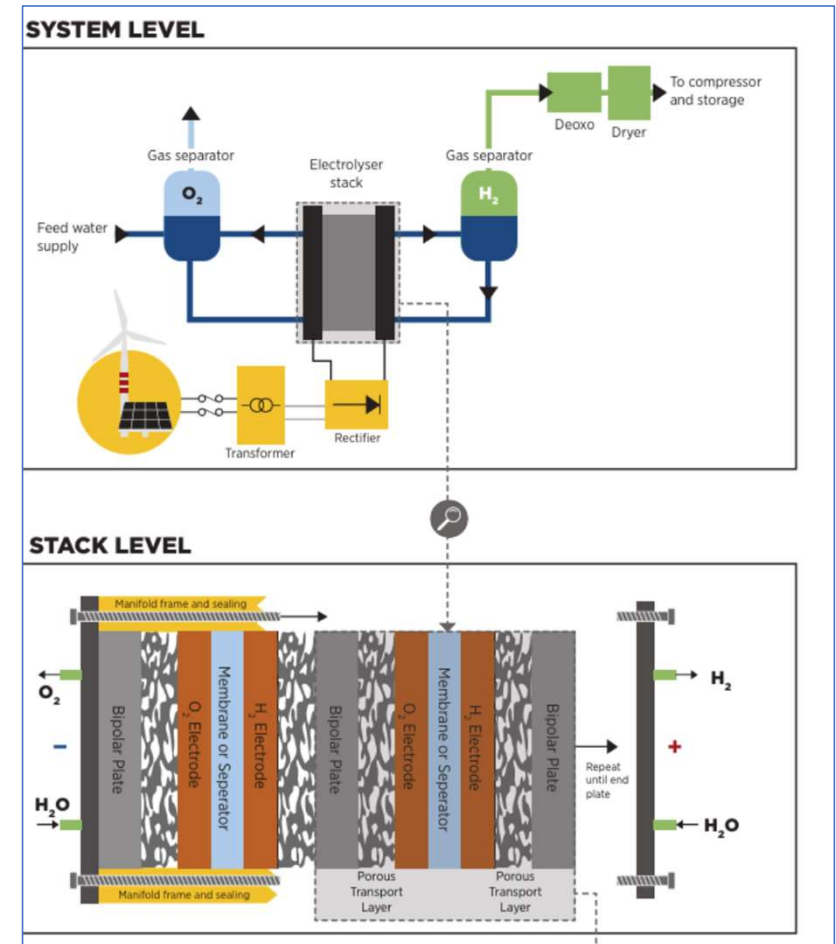 SYSTEM LEVEL
To compressor
and storage
Deoxo
Dryer
Gas separator
Gas separator
Electrolyser
stack
O₂
H₂
Feed water
supply
Rectifier
Transformer
STACK LEVEL
Manifold frame and sealing
O₂
H₂
Bipolar Plate
O₂ Electrode
Membrane or Seperator
H₂ Electrode
Bipolar Plate
O₂ Electrode
Membrane or Seperator
H₂ Electrode
Bipolar Plate
−
+
Repeat
until end
plate
H₂O
H₂O
Porous
Transport
Layer
Porous
Transport
Layer
Manifold frame and sealing